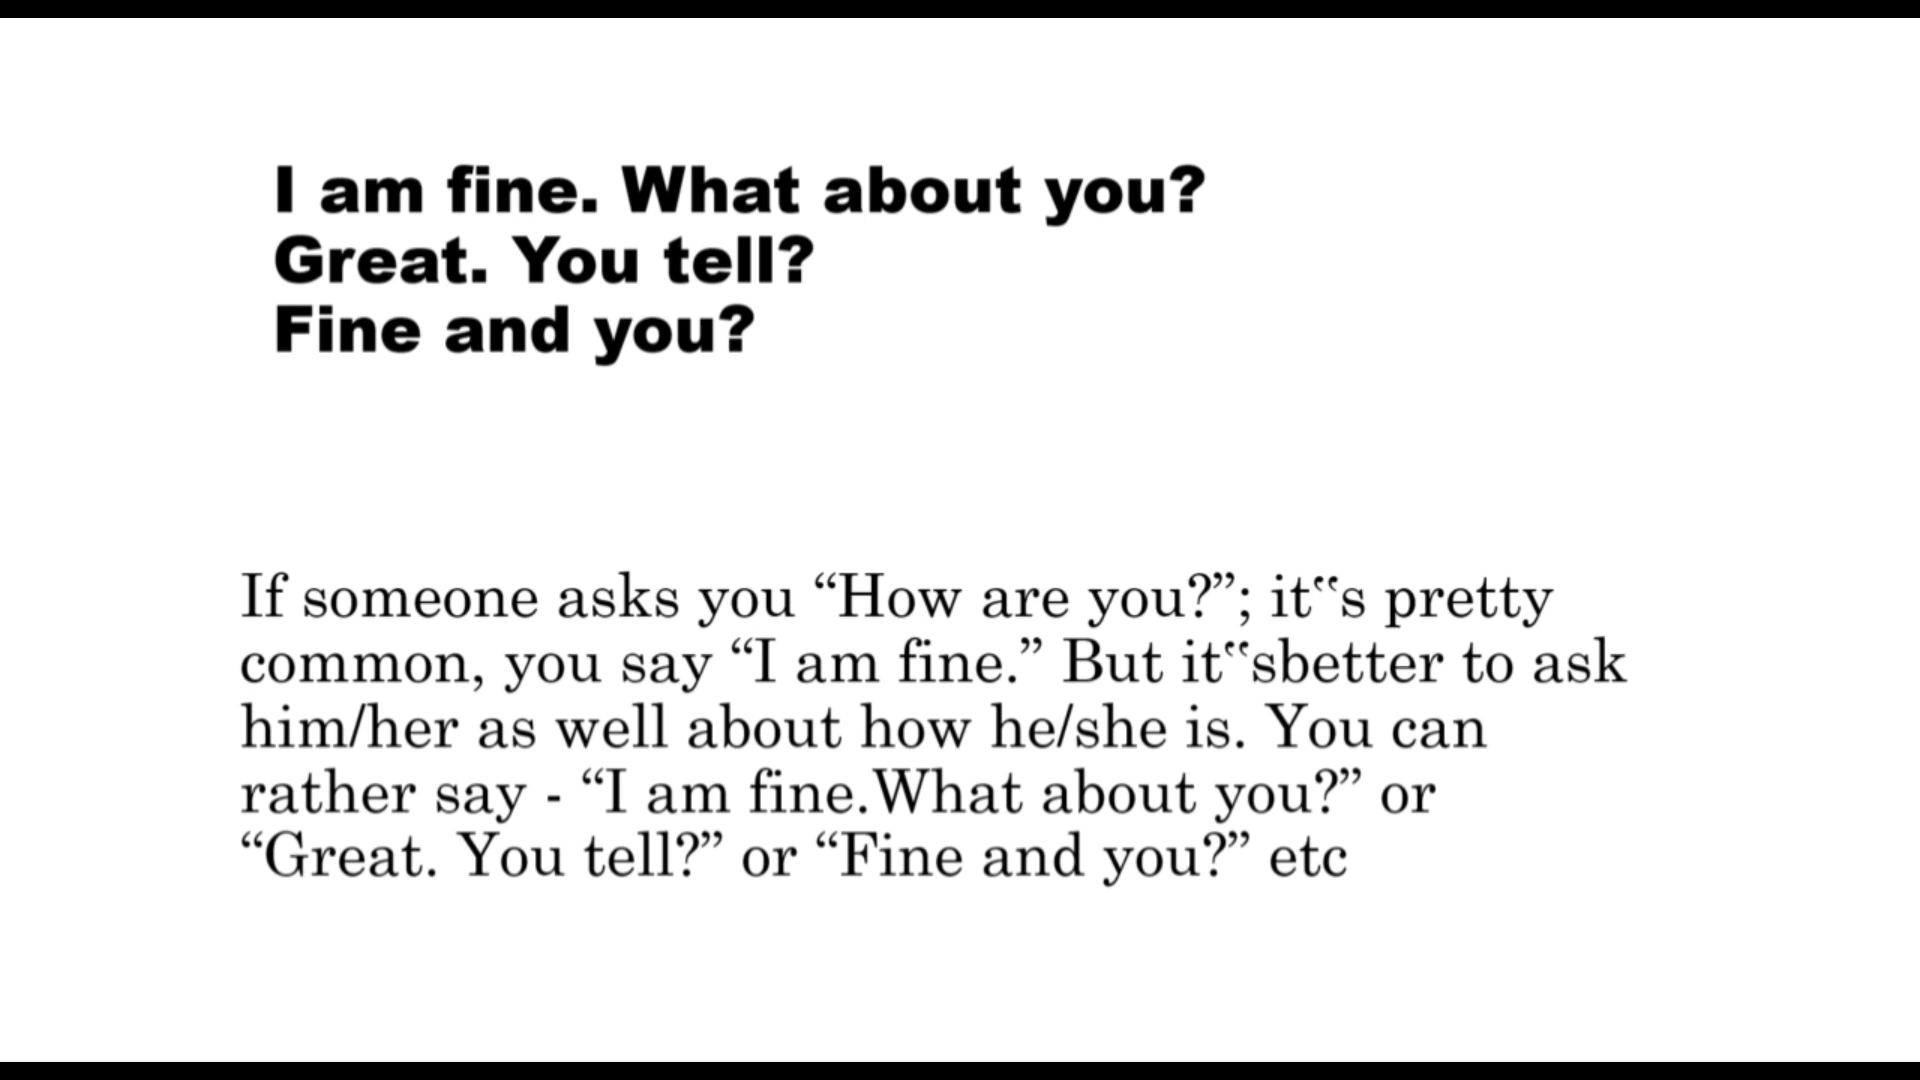 I am fine. What about you?
Great. You tell?
Fine and you?
If someone asks you “How are you?”; it‟s pretty
common, you say “I am fine.” But it‟sbetter to ask
him/her as well about how he/she is. You can
rather say - “I am fine.What about you?” or
“Great. You tell?” or “Fine and you?” etc